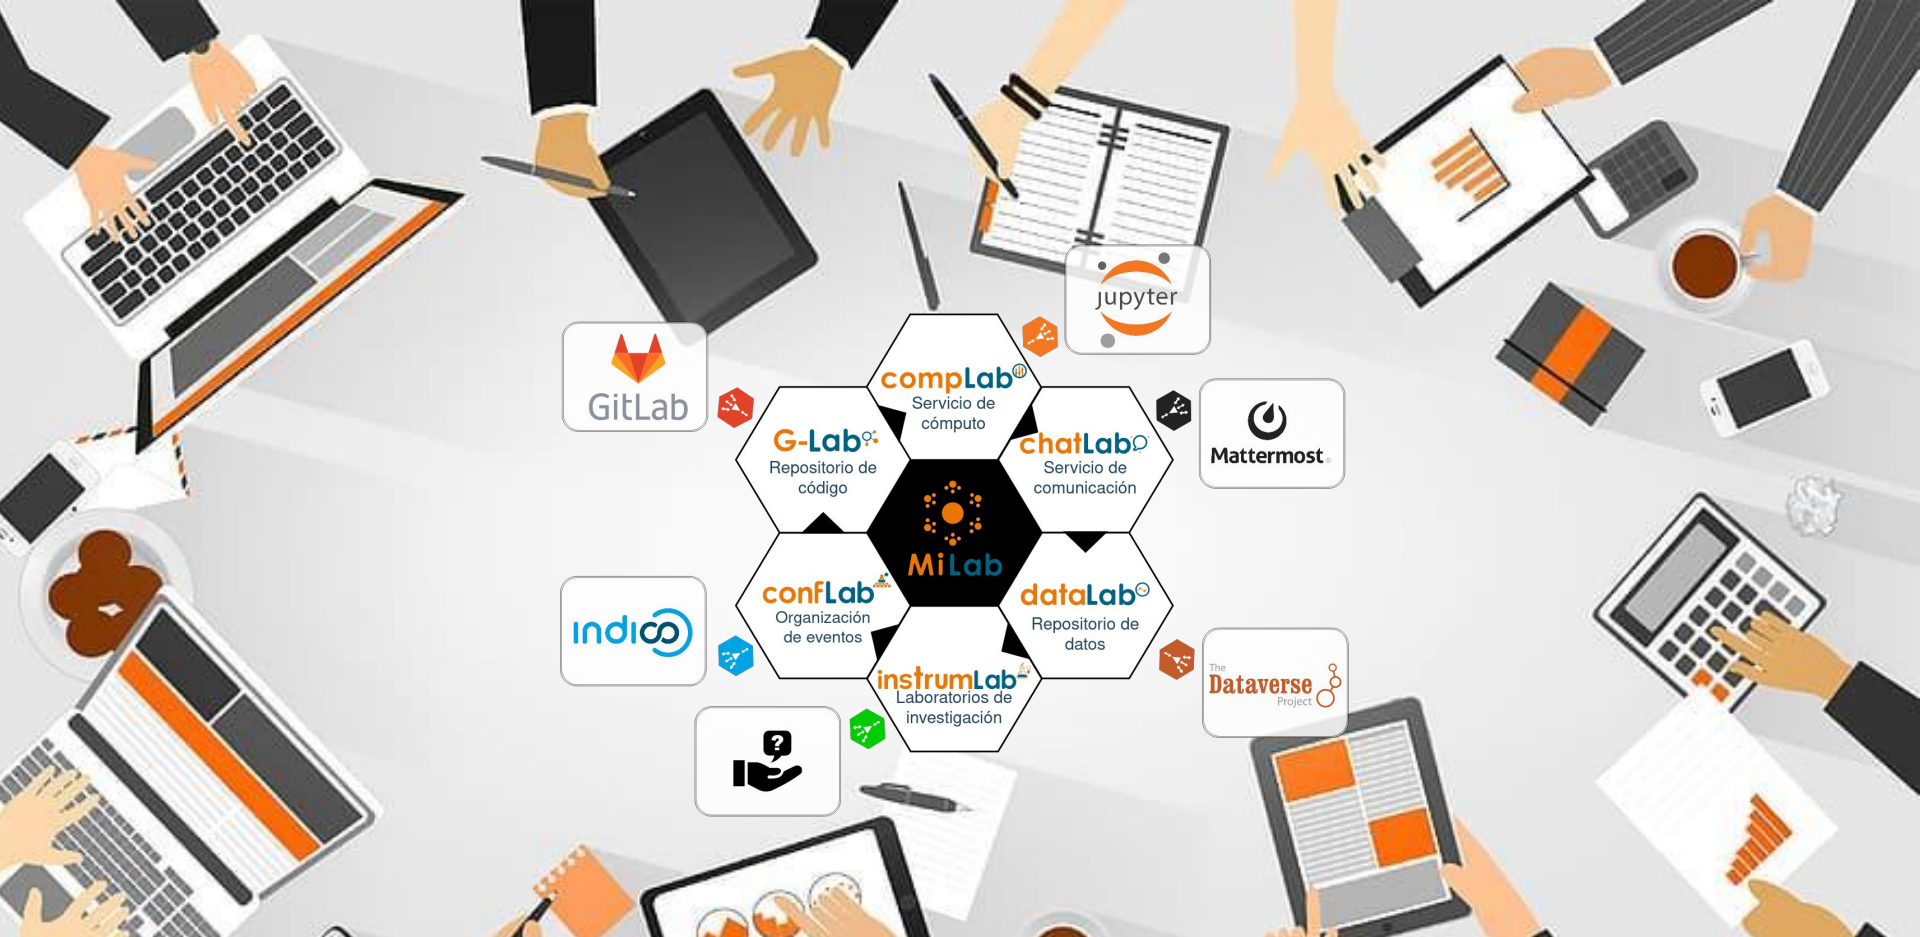 jupyter
GitLab
compLab
Servicio de
cómputo
G-Lab
Repositorio de
código
chatLab
Servicio de
comunicación
Mattermost
MiLab
confLab
Organización
de eventos
dataLab
Repositorio de
datos
indico
instrumLab
Laboratorios de
investigación
The
Dataverse
Project
?